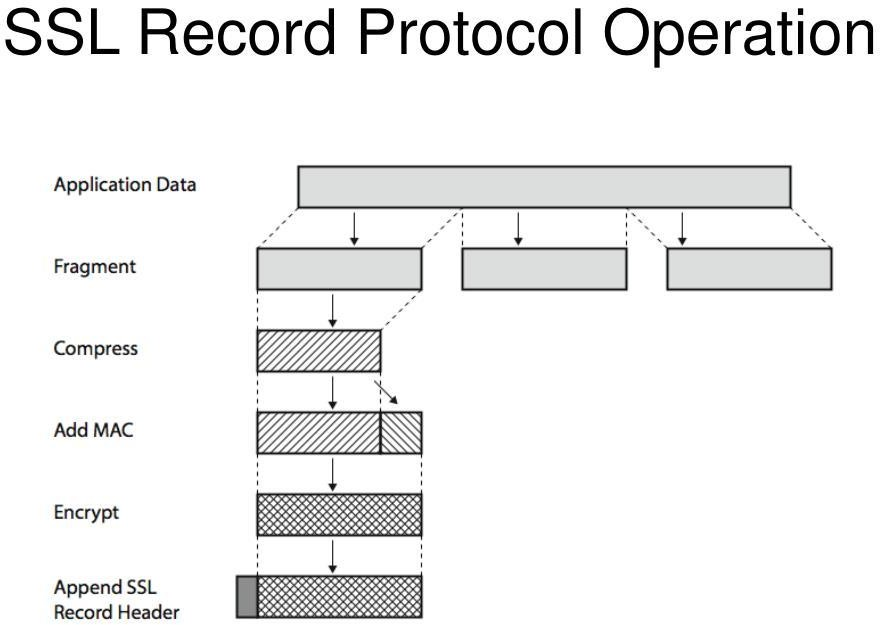 SSL Record Protocol Operation
Application Data
Fragment
Compress
Add MAC
Encrypt
Append SSL
Record Header